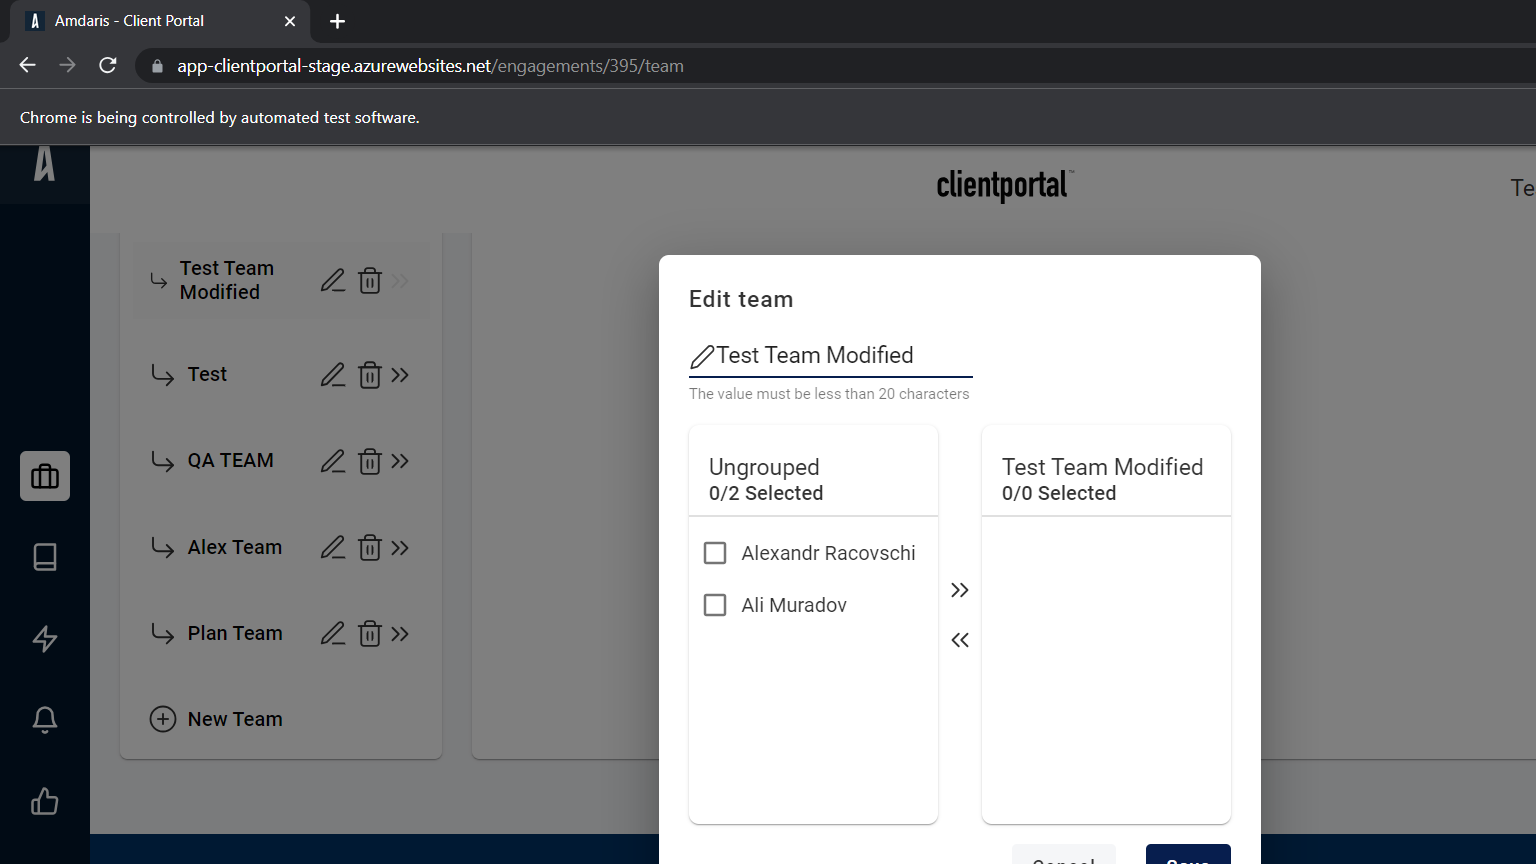 Amdaris - Client Portal
app-clientportal-stage.azurewebsites.net/engagements/395/team
Chrome is being controlled by automated test software.
clientportal™
Te
Test Team
Modified
Test
QA TEAM
Alex Team
Plan Team
New Team
Edit team
Test Team Modified
The value must be less than 20 characters
Ungrouped
0/2 Selected
Alexandr Racovschi
Ali Muradov
Test Team Modified
0/0 Selected
Cancel
Save